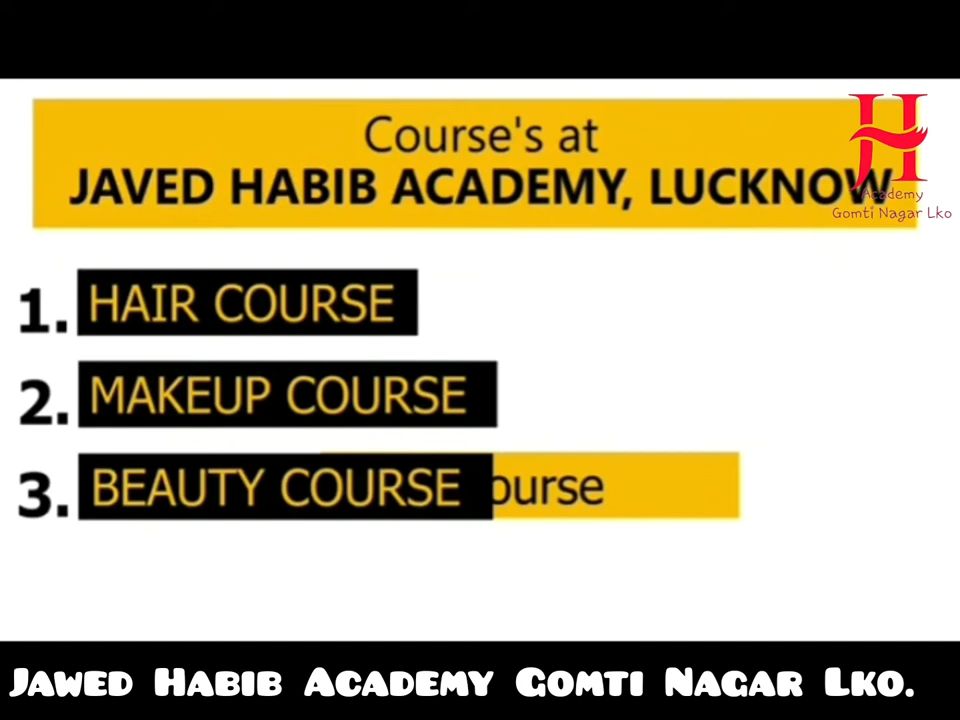 Course's at
JAVED HABIB ACADEMY, LUCKNOW
H
Academy
Gomti Nagar Lko
1. HAIR COURSE
2. MAKEUP COURSE
3. BEAUTY COURSE ourse
JAWED HABIB ACADEMY GOMTI NAGAR LKO.